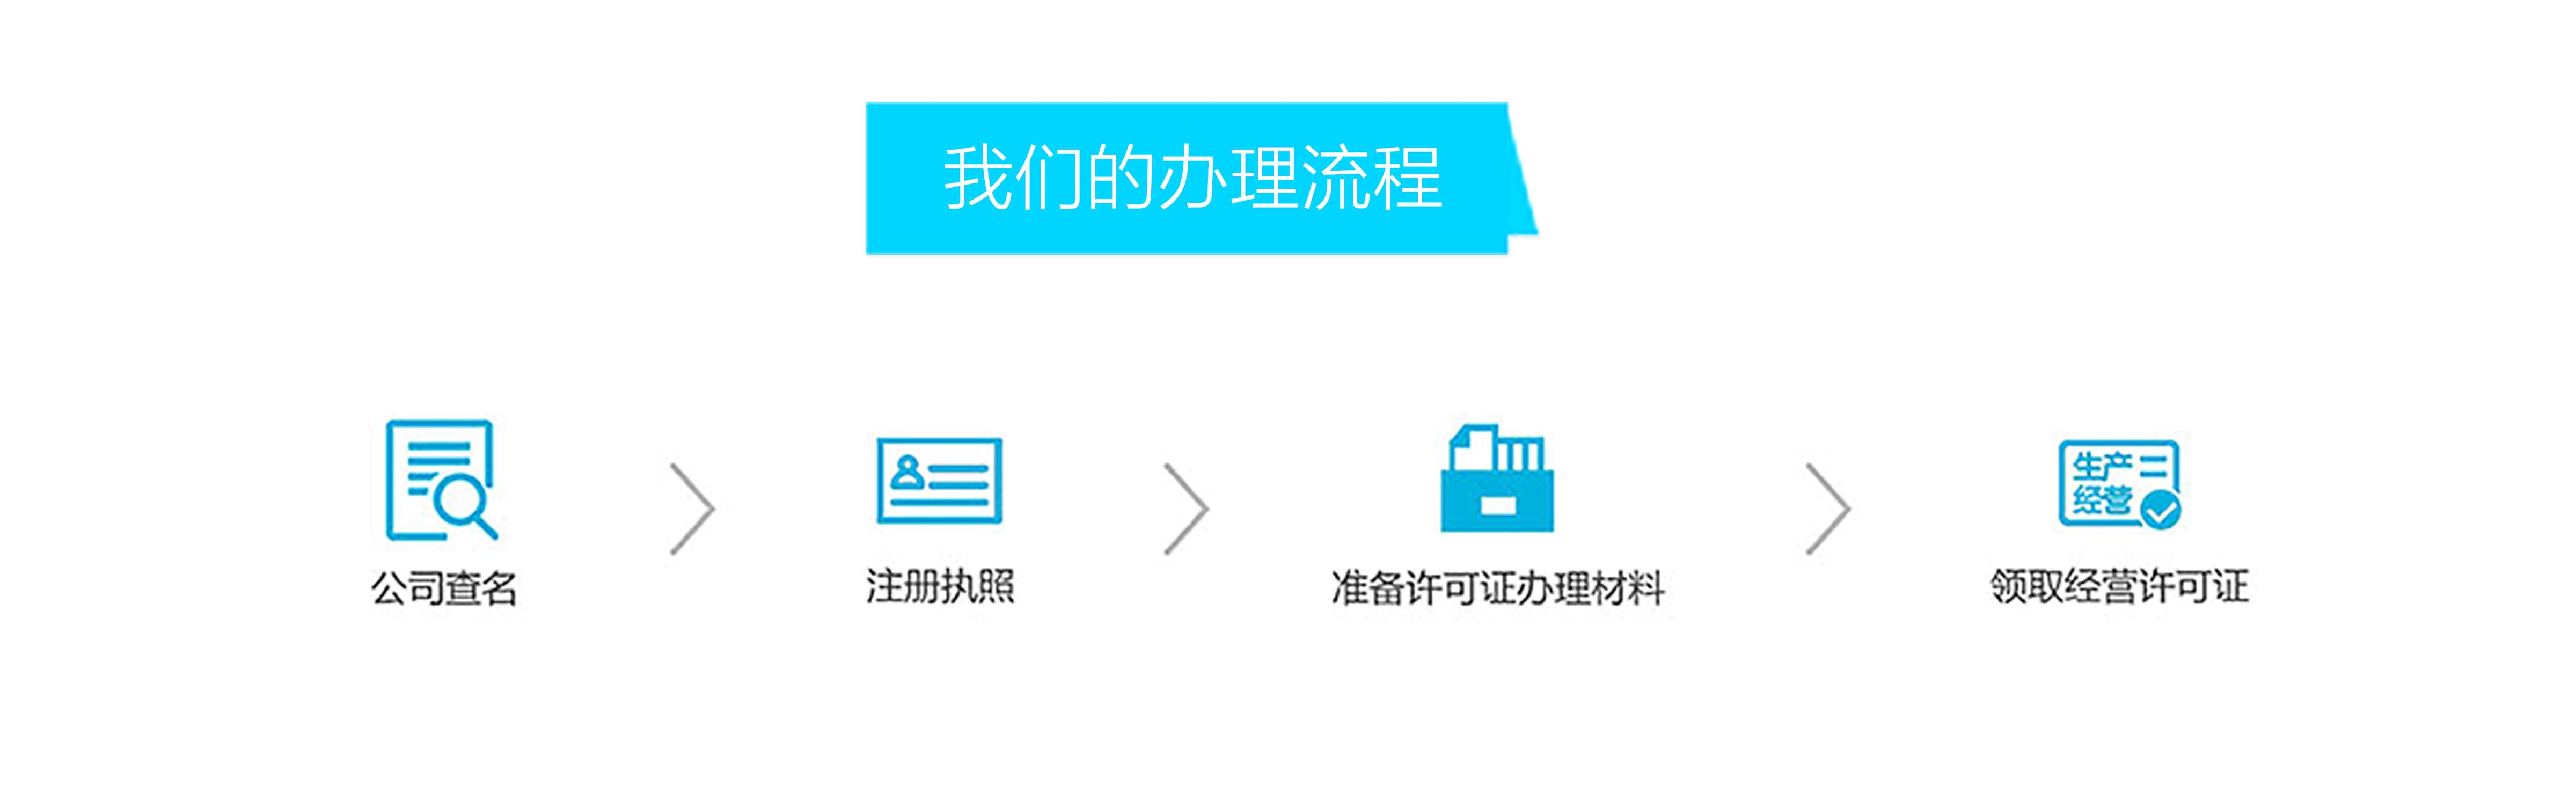 我们的办理流程
生产
经营
公司查名
注册执照
准备许可证办理材料
领取经营许可证